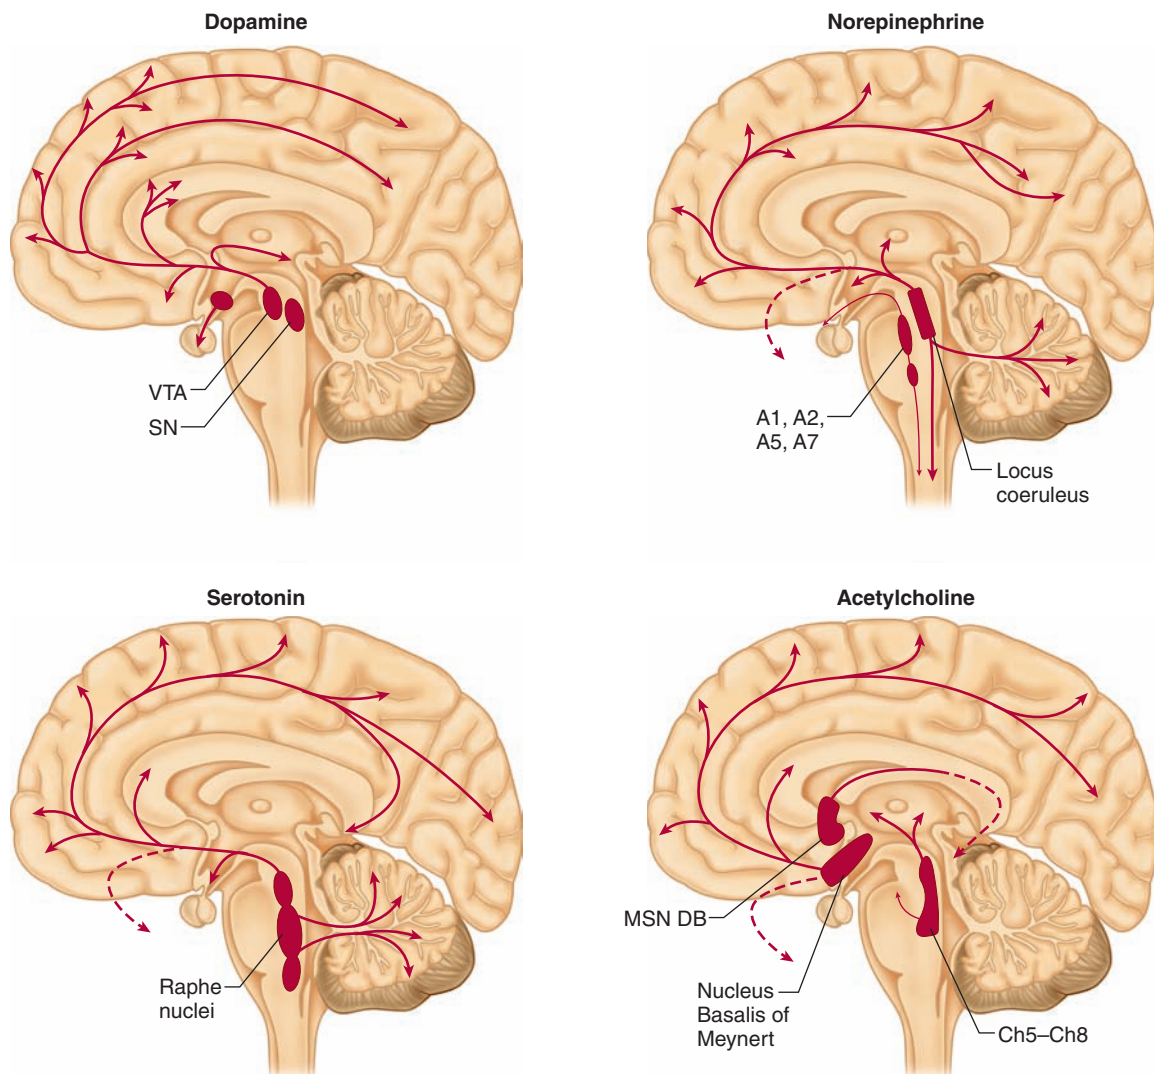 Dopamine
Norepinephrine
VTA
SN
A1, A2,
A5, A7
Locus
coeruleus
Serotonin
Acetylcholine
Raphe
nuclei
MSN DB
Nucleus
Basalis of
Meynert
Ch5–Ch8